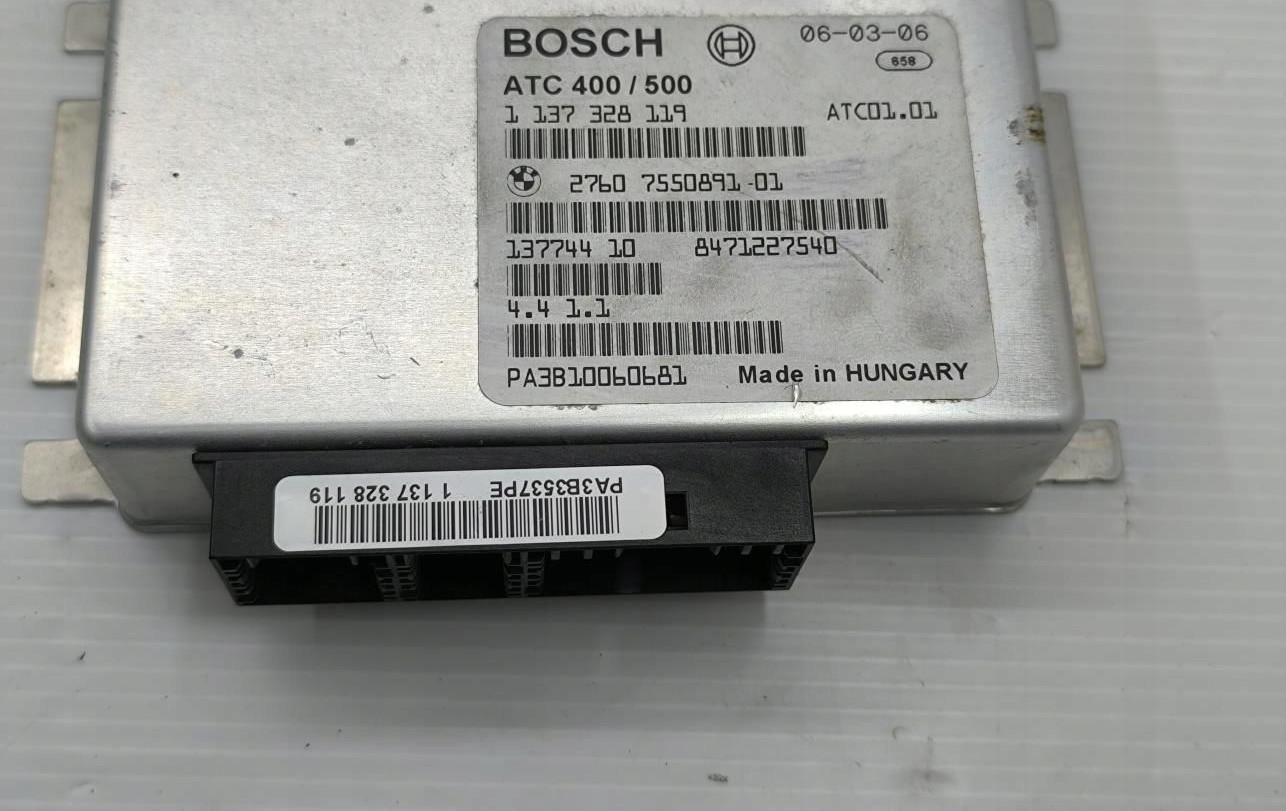 BOSCH 06-03-06
658
ATC 400 / 500
1 137 328 119 ATC01.01
2760 7550891-01
137744 10 8471227540
4.4 1.1
PA3B10060681 Made in HUNGARY
PA3B3537PE 1 137 328 119